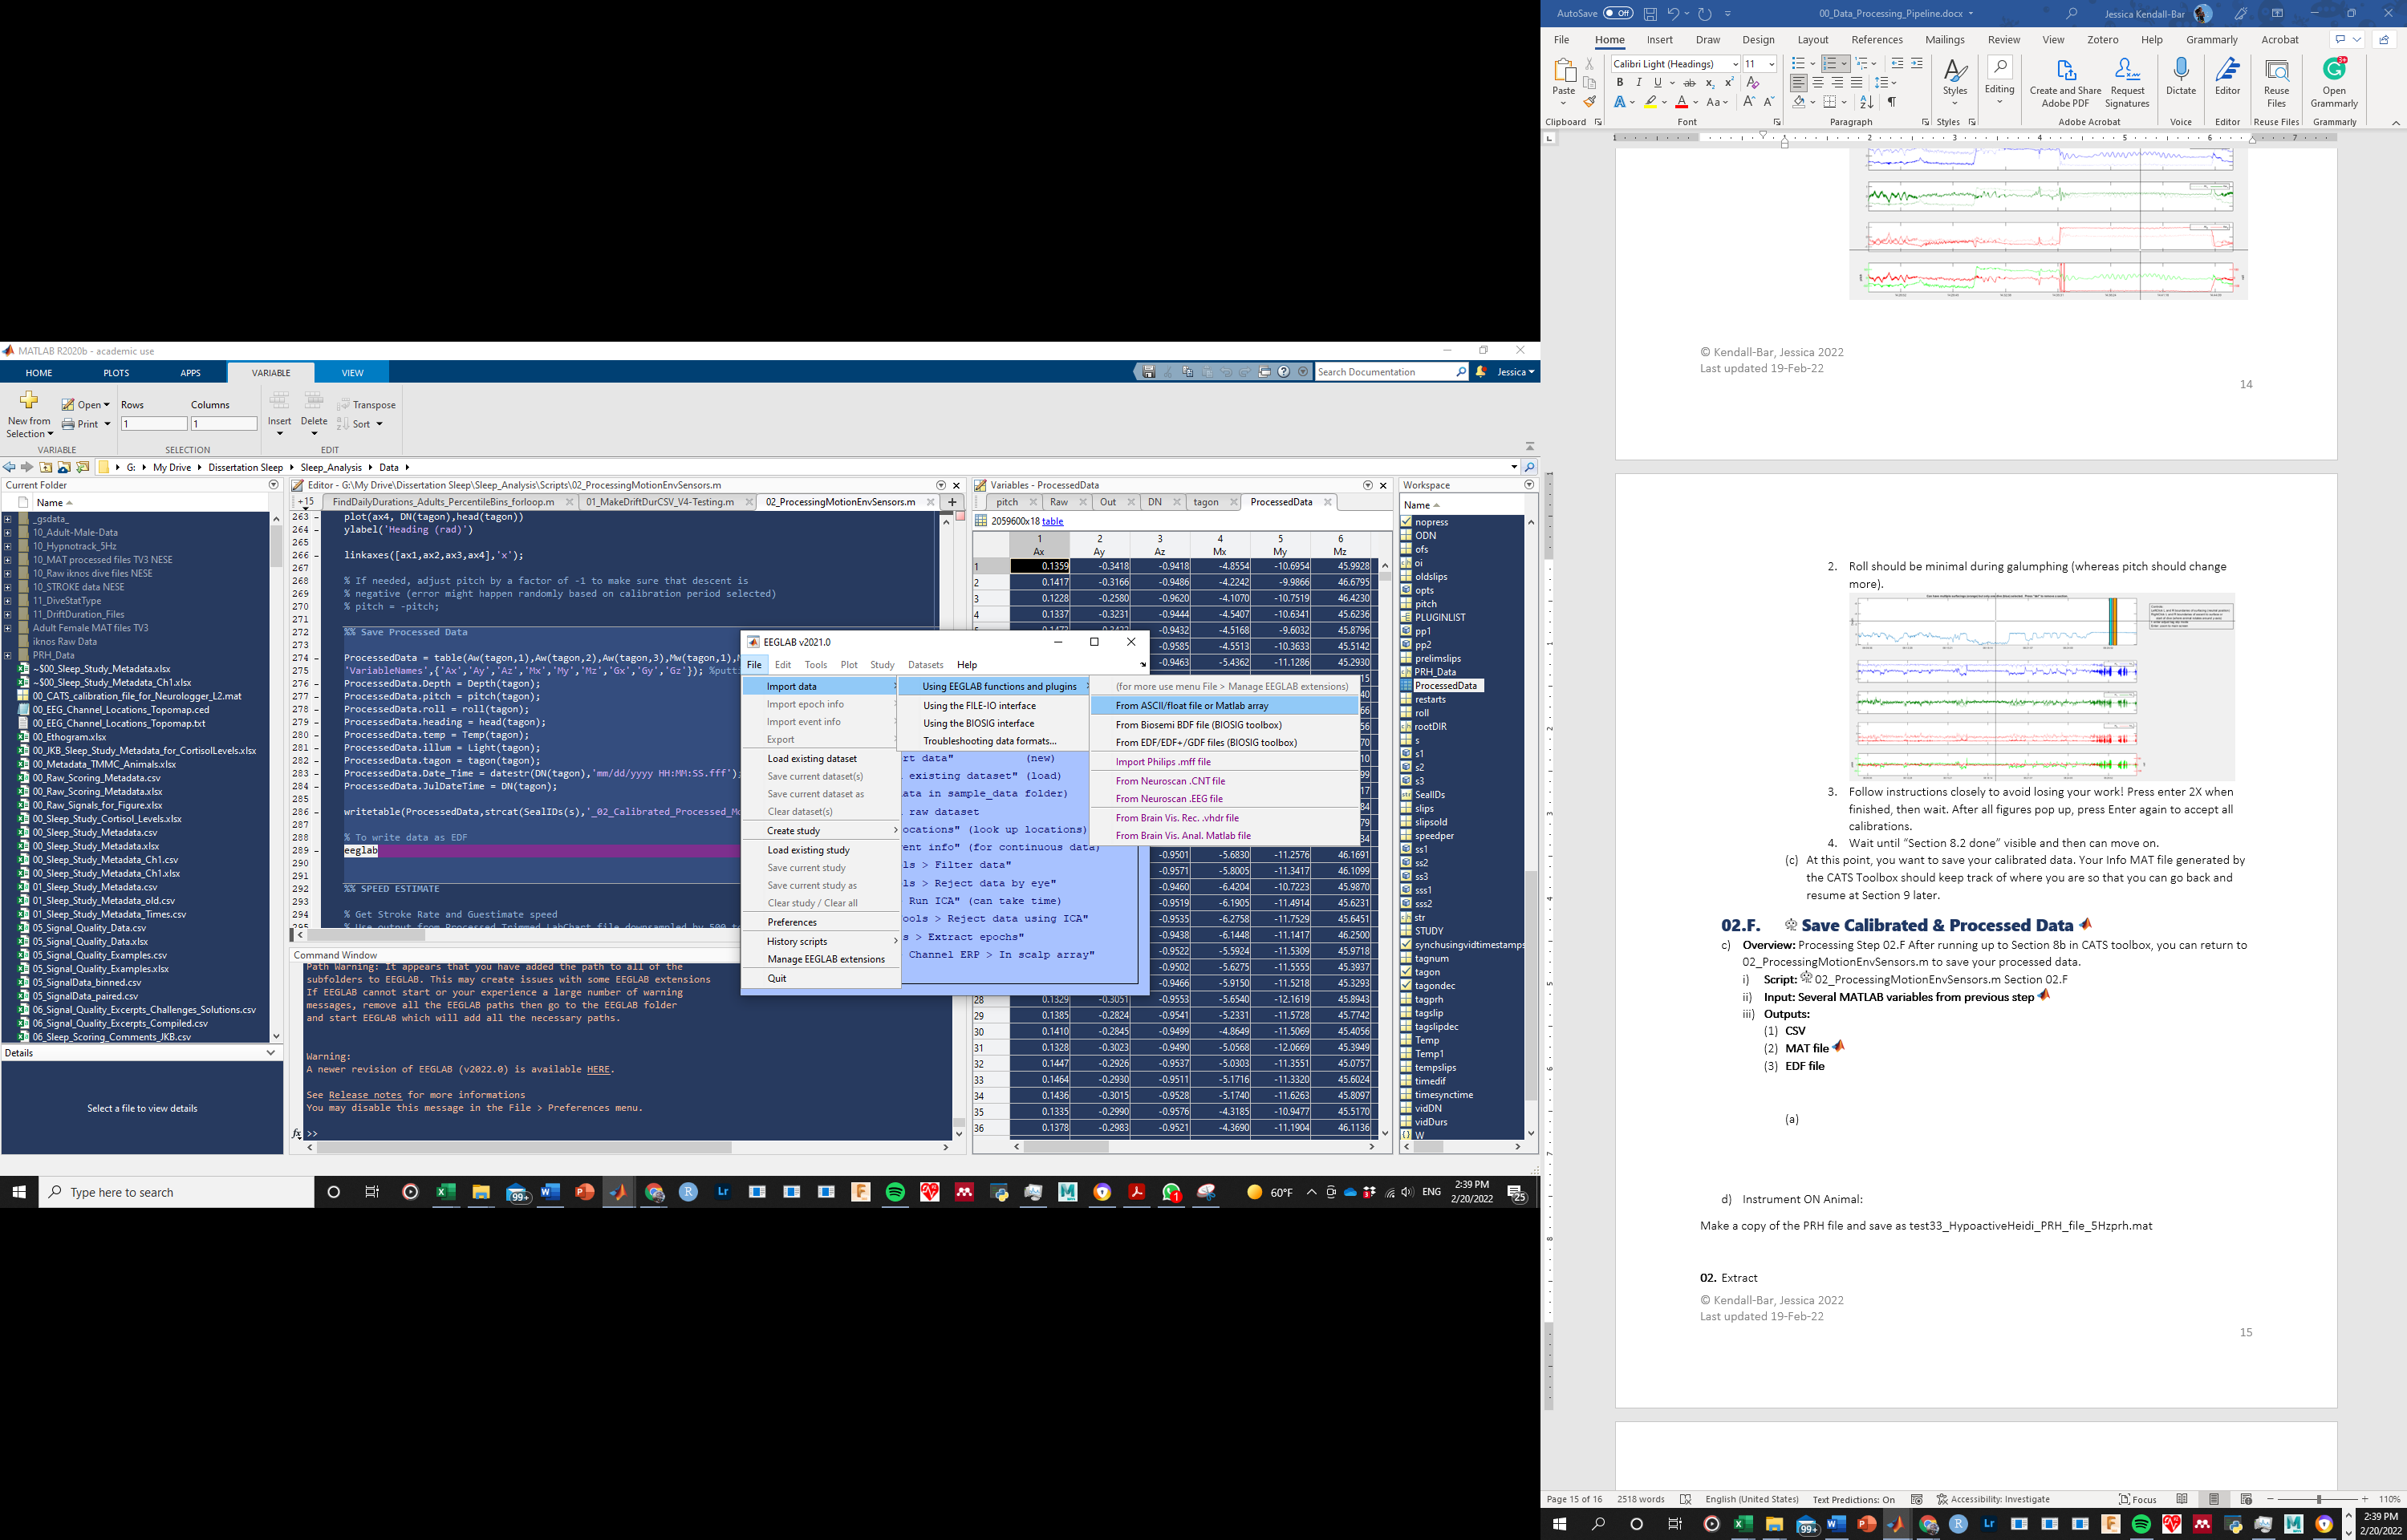 MATLAB R2020b - academic use
HOME PLOTS APPS VARIABLE VIEW
Search Documentation
Jessica
New from
Selection
Open
Print
Rows
1
Columns
1
Insert
Delete
Transpose
Sort
VARIABLE SELECTION EDIT
G: My Drive Dissertation Sleep Sleep_Analysis Data
Current Folder
Name
_gsdata_
10_Adult-Male-Data
10_Hypnotrack_5Hz
10_MAT processed files TV3 NESE
10_Raw iknos dive files NESE
10_STROKE data NESE
11_DiveStatType
11_DriftDuration_Files
Adult Female MAT files TV3
iknos Raw Data
PRH_Data
~$00_Sleep_Study_Metadata.xlsx
~$00_Sleep_Study_Metadata_Ch1.xlsx
00_CATS_calibration_file_for_Neurologger_L2.mat
00_EEG_Channel_Locations_Topomap.ced
00_EEG_Channel_Locations_Topomap.txt
00_Ethogram.xlsx
00_JKB_Sleep_Study_Metadata_for_CortisolLevels.xlsx
00_Metadata_TMMC_Animals.xlsx
00_Raw_Scoring_Metadata.csv
00_Raw_Scoring_Metadata.xlsx
00_Raw_Signals_for_Figure.xlsx
00_Sleep_Study_Cortisol_Levels.xlsx
00_Sleep_Study_Metadata.csv
00_Sleep_Study_Metadata.xlsx
00_Sleep_Study_Metadata_Ch1.csv
00_Sleep_Study_Metadata_Ch1.xlsx
01_Sleep_Study_Metadata.csv
01_Sleep_Study_Metadata_old.csv
01_Sleep_Study_Metadata_Times.csv
05_Signal_Quality_Data.csv
05_Signal_Quality_Data.xlsx
05_Signal_Quality_Examples.csv
05_Signal_Quality_Examples.xlsx
05_SignalData_binned.csv
05_SignalData_paired.csv
06_Signal_Quality_Excerpts_Challenges_Solutions.csv
06_Signal_Quality_Excerpts_Compiled.csv
06_Sleep_Scoring_Comments_JKB.csv
Details
Select a file to view details
Editor - G:\My Drive\Dissertation Sleep\Sleep_Analysis\Scripts\02_ProcessingMotionEnvSensors.m
+15 FindDailyDurations_Adults_PercentileBins_forloop.m 01_MakeDriftDurCSV_V4-Testing.m 02_ProcessingMotionEnvSensors.m
263 plot(ax4, DN(tagon),head(tagon))
264 ylabel('Heading (rad)')
265
266 linkaxes([ax1,ax2,ax3,ax4],'x');
267
268 % If needed, adjust pitch by a factor of -1 to make sure that descent is
269 % negative (error might happen randomly based on calibration period selected)
270 % pitch = -pitch;
271
272 %% Save Processed Data
273
274 ProcessedData = table(Aw(tagon,1),Aw(tagon,2),Aw(tagon,3),Mw(tagon,1),M
275 'VariableNames',{'Ax','Ay','Az','Mx','My','Mz','Gx','Gy','Gz'}); %putti
276 ProcessedData.Depth = Depth(tagon);
277 ProcessedData.pitch = pitch(tagon);
278 ProcessedData.roll = roll(tagon);
279 ProcessedData.heading = head(tagon);
280 ProcessedData.temp = Temp(tagon);
281 ProcessedData.illum = Light(tagon);
282 ProcessedData.tagon = tagon(tagon);
283 ProcessedData.Date_Time = datestr(DN(tagon),'mm/dd/yyyy HH:MM:SS.fff');
284 ProcessedData.JulDateTime = DN(tagon);
285
286 writetable(ProcessedData,strcat(SealIDs(s),'_02_Calibrated_Processed_Mo
287
288 % To write data as EDF
289 eeglab
290
291
292 %% SPEED ESTIMATE
293
294 % Get Stroke Rate and Guestimate speed
Command Window
Path Warning: It appears that you have added the path to all of the
subfolders to EEGLAB. This may create issues with some EEGLAB extensions
If EEGLAB cannot start or your experience a large number of warning
messages, remove all the EEGLAB paths then go to the EEGLAB folder
and start EEGLAB which will add all the necessary paths.
Warning:
A newer revision of EEGLAB (v2022.0) is available HERE.
See Release notes for more informations
You may disable this message in the File > Preferences menu.
fx >>
EEGLAB v2021.0
File Edit Tools Plot Study Datasets Help
Import data
Import epoch info
Import event info
Export
Load existing dataset
Save current dataset(s)
Save current dataset as
Clear dataset(s)
Create study
Load existing study
Save current study
Save current study as
Clear study / Clear all
Preferences
History scripts
Manage EEGLAB extensions
Quit
Using EEGLAB functions and plugins
Using the FILE-IO interface
Using the BIOSIG interface
Troubleshooting data formats...
(for more use menu File > Manage EEGLAB extensions)
From ASCII/float file or Matlab array
From Biosemi BDF file (BIOSIG toolbox)
From EDF/EDF+/GDF files (BIOSIG toolbox)
Import Philips .mff file
From Neuroscan .CNT file
From Neuroscan .EEG file
From Brain Vis. Rec. .vhdr file
From Brain Vis. Anal. Matlab file
rt data" (new)
existing dataset" (load)
ata in sample_data folder)
raw dataset
ocations" (look up locations)
ent info" (for continuous data)
ls > Filter data"
ls > Reject data by eye"
Run ICA" (can take time)
ools > Reject data using ICA"
s > Extract epochs"
Channel ERP > In scalp array"
Variables - ProcessedData
pitch Raw Out DN tagon ProcessedData
2059600x18 table
1 2 3 4 5 6
Ax Ay Az Mx My Mz
1 0.1359 -0.3418 -0.9418 -4.8554 -10.6954 45.9928
2 0.1417 -0.3166 -0.9486 -4.2242 -9.9866 46.6795
3 0.1228 -0.2580 -0.9620 -4.1070 -10.7519 46.4230
4 0.1337 -0.3231 -0.9444 -4.5407 -10.6341 45.6236
-0.9432 -4.5168 -9.6032 45.8796
-0.9585 -4.5513 -10.3633 45.5142
-0.9463 -5.4362 -11.1286 45.2930
-0.9501 -5.6830 -11.2576 46.1691
-0.9571 -5.8005 -11.3417 46.1099
-0.9460 -6.4204 -10.7223 45.9870
-0.9519 -6.1905 -11.4914 45.6231
-0.9535 -6.2758 -11.7529 45.6451
-0.9438 -6.1448 -11.1417 46.2500
-0.9522 -5.5924 -11.5309 45.9718
-0.9502 -5.6275 -11.5555 45.3937
-0.9466 -5.9150 -11.5218 45.3293
28 0.1329 -0.3051 -0.9553 -5.6540 -12.1619 45.8943
29 0.1385 -0.2824 -0.9541 -5.2331 -11.5728 45.7742
30 0.1410 -0.2845 -0.9499 -4.8649 -11.5069 45.4056
31 0.1328 -0.3023 -0.9490 -5.0568 -12.0669 45.3949
32 0.1447 -0.2926 -0.9537 -5.0303 -11.3551 45.0757
33 0.1464 -0.2930 -0.9511 -5.1716 -11.3320 45.6024
34 0.1436 -0.3015 -0.9528 -5.1740 -11.6263 45.8097
35 0.1335 -0.2990 -0.9576 -4.3185 -10.9477 45.5170
36 0.1378 -0.2983 -0.9521 -4.3690 -11.1904 46.1136
Workspace
Name
nopress
ODN
ofs
oi
oldslips
opts
pitch
PLUGINLIST
pp1
pp2
prelimslips
PRH_Data
ProcessedData
restarts
roll
rootDIR
s
s1
s2
s3
SealIDs
slips
slipsold
speedper
ss1
ss2
ss3
sss1
sss2
str
STUDY
synchusingvidtimestamps
tagnum
tagon
tagondec
tagprh
tagslip
tagslipdec
Temp
Temp1
tempslips
timedif
timesynctime
vidDN
vidDurs
W
Type here to search
99+
60°F
ENG
2:39 PM
2/20/2022
25
AutoSave Off
00_Data_Processing_Pipeline.docx
Jessica Kendall-Bar
File Home Insert Draw Design Layout References Mailings Review View Zotero Help Grammarly Acrobat
Paste
Calibri Light (Headings) 11
Styles
Editing
Create and Share
Adobe PDF
Request
Signatures
Dictate
Editor
Reuse
Files
Open
Grammarly
Clipboard Font Paragraph Styles Adobe Acrobat Voice Editor Reuse Files Grammarly
© Kendall-Bar, Jessica 2022
Last updated 19-Feb-22
14
2. Roll should be minimal during galumphing (whereas pitch should change
more).
3. Follow instructions closely to avoid losing your work! Press enter 2X when
finished, then wait. After all figures pop up, press Enter again to accept all
calibrations.
4. Wait until “Section 8.2 done” visible and then can move on.
(c) At this point, you want to save your calibrated data. Your Info MAT file generated by
the CATS Toolbox should keep track of where you are so that you can go back and
resume at Section 9 later.
02.F. Save Calibrated & Processed Data
c) Overview: Processing Step 02.F After running up to Section 8b in CATS toolbox, you can return to
02_ProcessingMotionEnvSensors.m to save your processed data.
i) Script: 02_ProcessingMotionEnvSensors.m Section 02.F
ii) Input: Several MATLAB variables from previous step
iii) Outputs:
(1) CSV
(2) MAT file
(3) EDF file
(a)
d) Instrument ON Animal:
Make a copy of the PRH file and save as test33_HypoactiveHeidi_PRH_file_5Hzprh.mat
02. Extract
© Kendall-Bar, Jessica 2022
Last updated 19-Feb-22
15
Page 15 of 16 2518 words English (United States) Text Predictions: On Accessibility: Investigate Focus 110%
99+
2:39 PM
2/20/2022